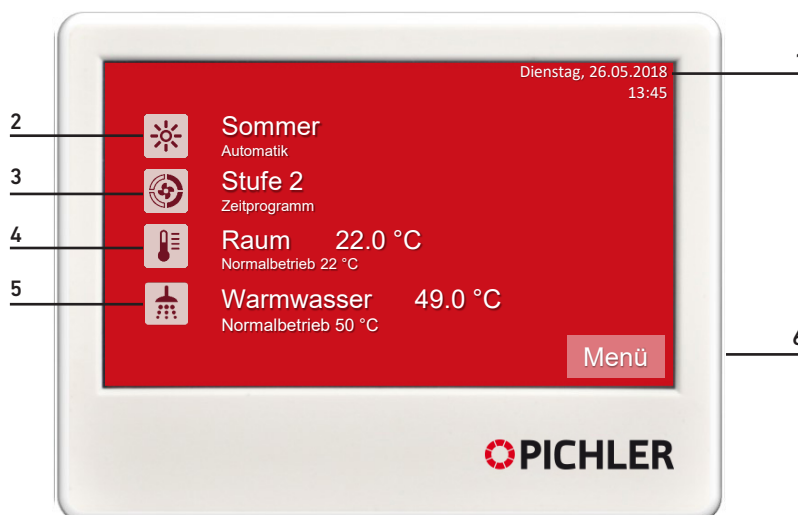 Dienstag, 26.05.2018
13:45
2
Sommer
Automatik
3
Stufe 2
Zeitprogramm
4
Raum 22.0 °C
Normalbetrieb 22 °C
5
Warmwasser 49.0 °C
Normalbetrieb 50 °C
Menü
PICHLER